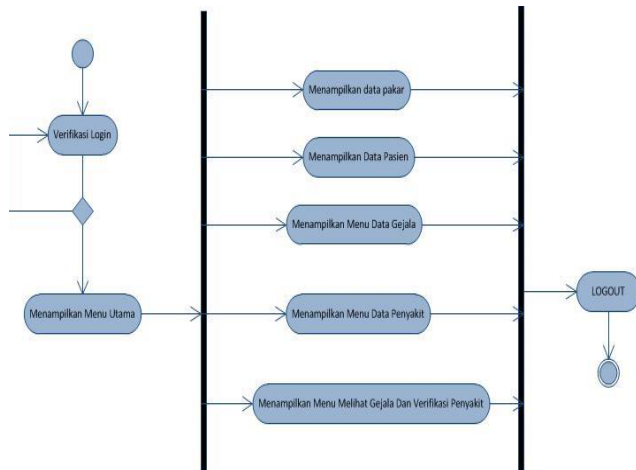 Verifikasi Login
Menampilkan Menu Utama
Menampilkan data pakar
Menampilkan Data Pasien
Menampilkan Menu Data Gejala
Menampilkan Menu Data Penyakit
Menampilkan Menu Melihat Gejala Dan Verifikasi Penyakit
LOGOUT